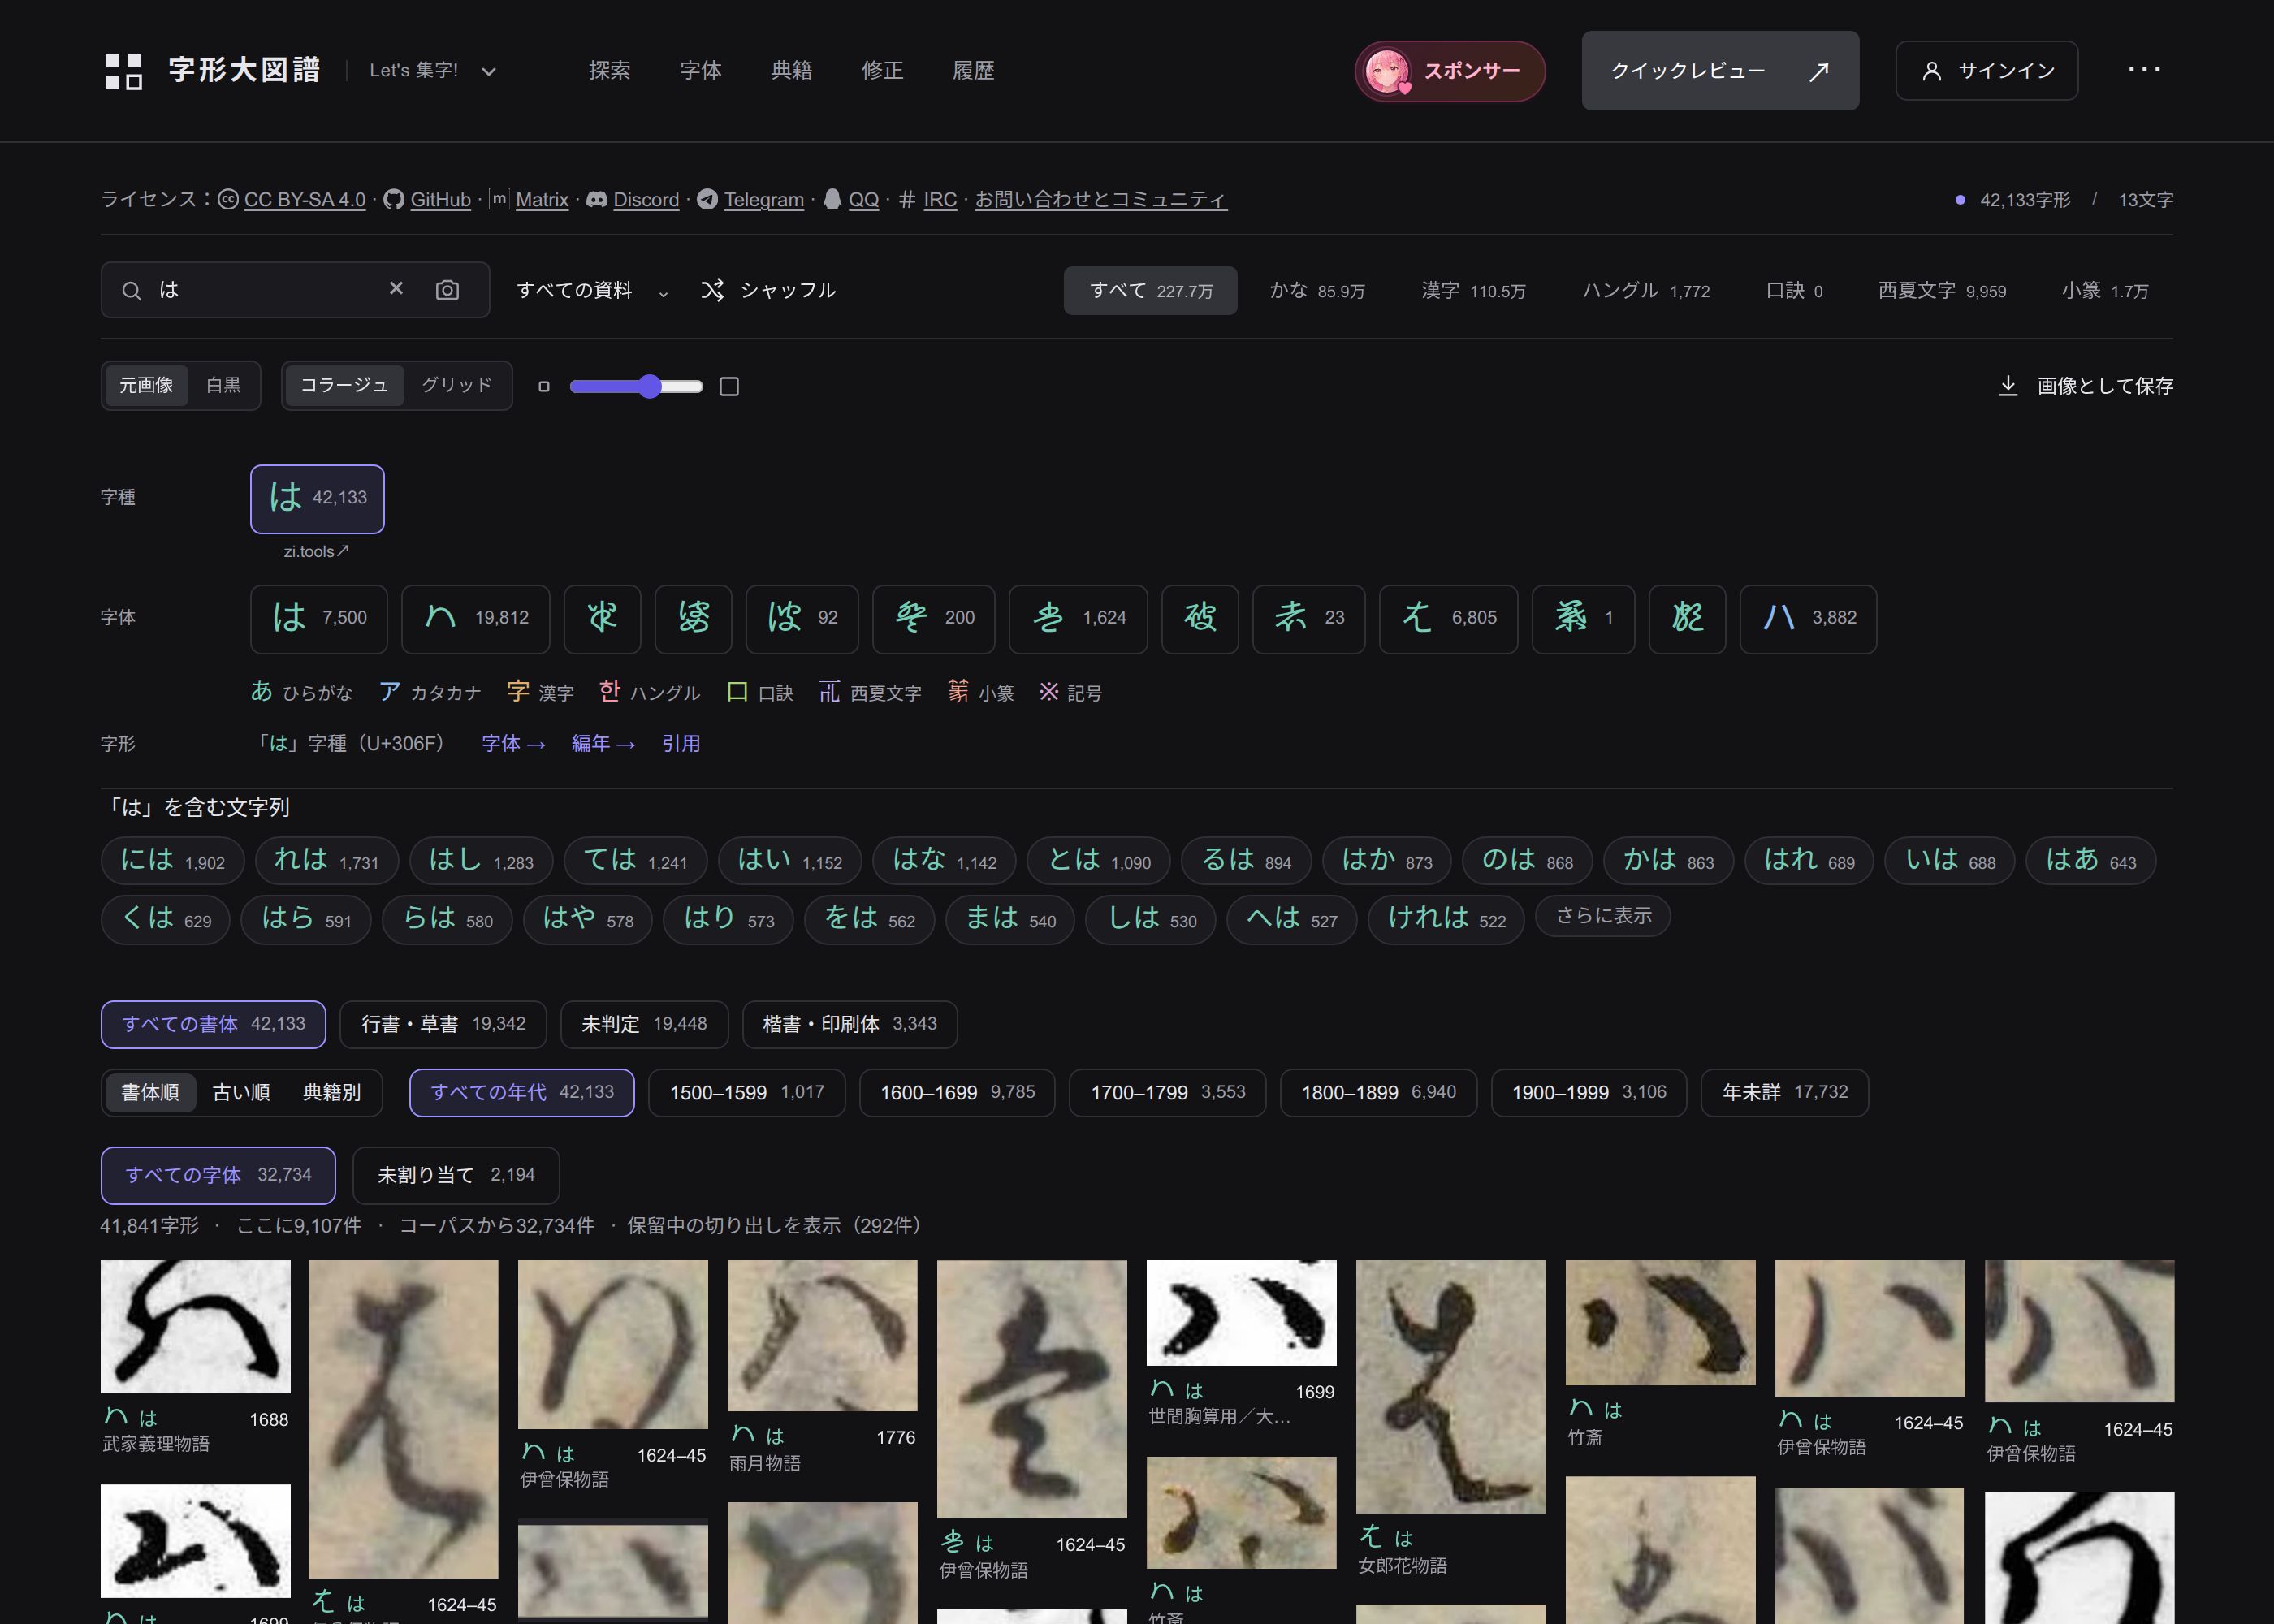 字形大図譜 Let's 集字! 探索 字体 典籍 修正 履歴 スポンサー クイックレビュー ↗ サインイン ···
ライセンス：CC BY-SA 4.0 · GitHub · Matrix · Discord · Telegram · QQ · IRC · お問い合わせとコミュニティ 42,133字形 / 13文字
は すべての資料 シャッフル すべて 227.7万 かな 85.9万 漢字 110.5万 ハングル 1,772 口訣 0 西夏文字 9,959 小篆 1.7万
元画像 白黒 コラージュ グリッド 画像として保存
字種 は 42,133
zi.tools↗
字体 は 7,500 19,812 92 200 1,624 23 6,805 1 ハ 3,882
あ ひらがな ア カタカナ 字 漢字 한 ハングル 口 口訣 西夏文字 篆 小篆 ※ 記号
字形 「は」字種（U+306F） 字体→ 編年→ 引用
「は」を含む文字列
には 1,902 れは 1,731 はし 1,283 ては 1,241 はい 1,152 はな 1,142 とは 1,090 るは 894 はか 873 のは 868 かは 863 はれ 689 いは 688 はあ 643
くは 629 はら 591 らは 580 はや 578 はり 573 をは 562 まは 540 しは 530 へは 527 ければ 522 さらに表示
すべての書体 42,133 行書・草書 19,342 未判定 19,448 楷書・印刷体 3,343
書体順 古い順 典籍別 すべての年代 42,133 1500–1599 1,017 1600–1699 9,785 1700–1799 3,553 1800–1899 6,940 1900–1999 3,106 年未詳 17,732
すべての字体 32,734 未割り当て 2,194
41,841字形 · ここに9,107件 · コーパスから32,734件 · 保留中の切り出しを表示（292件）
は 1688
武家義理物語
は 1624–45
は 1624–45
伊曾保物語
は 1776
雨月物語
は 1624–45
伊曾保物語
は 1699
世間胸算用／大…
は
竹斎
は
女郎花物語
は
竹斎
は 1624–45
伊曾保物語
は 1624–45
伊曾保物語